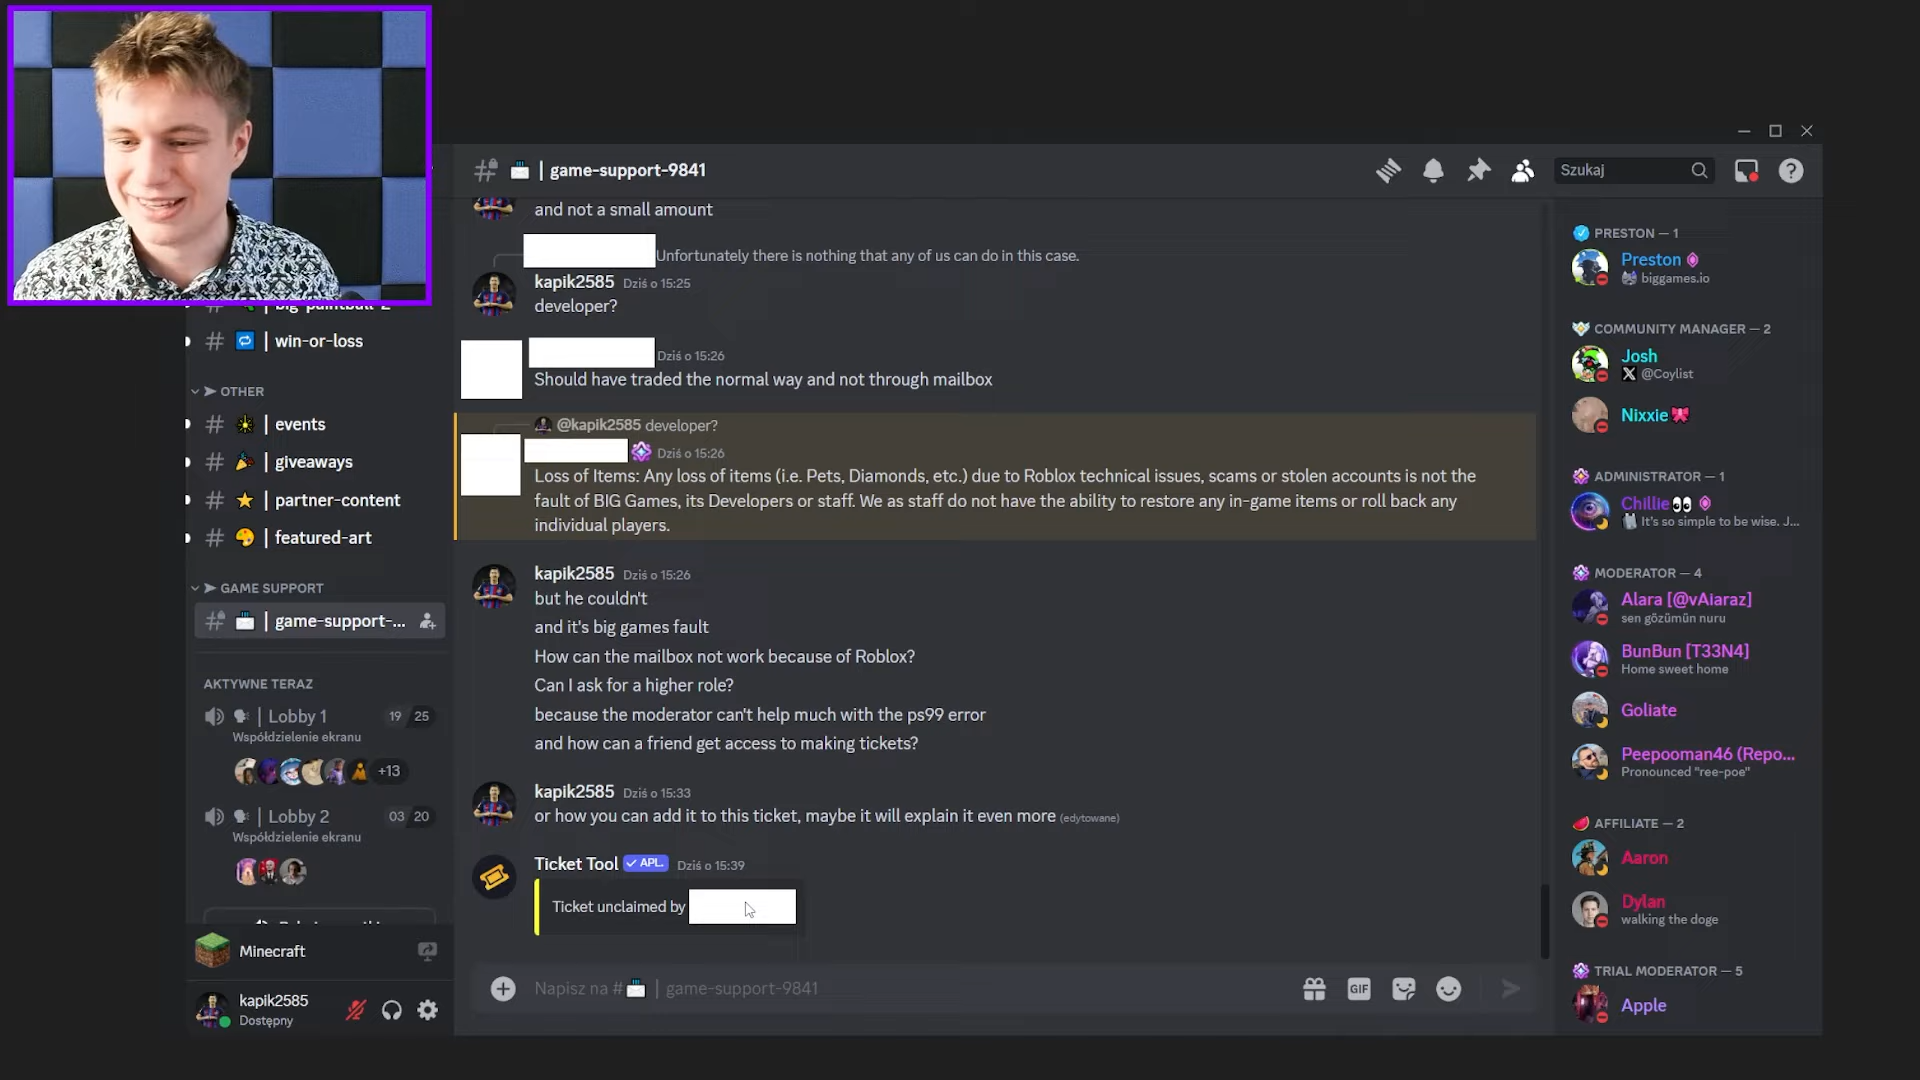 | game-support-9841
Szukaj
big-paintball-2
| win-or-loss
OTHER
| events
| giveaways
| partner-content
| featured-art
GAME SUPPORT
| game-support-...
AKTYWNE TERAZ
| Lobby 1 19 25
Współdzielenie ekranu
+13
| Lobby 2 03 20
Współdzielenie ekranu
Minecraft
kapik2585
Dostępny
and not a small amount
Unfortunately there is nothing that any of us can do in this case.
kapik2585 Dziś o 15:25
developer?
Dziś o 15:26
Should have traded the normal way and not through mailbox
@kapik2585 developer?
Dziś o 15:26
Loss of Items: Any loss of items (i.e. Pets, Diamonds, etc.) due to Roblox technical issues, scams or stolen accounts is not the
fault of BIG Games, its Developers or staff. We as staff do not have the ability to restore any in-game items or roll back any
individual players.
kapik2585 Dziś o 15:26
but he couldn't
and it's big games fault
How can the mailbox not work because of Roblox?
Can I ask for a higher role?
because the moderator can't help much with the ps99 error
and how can a friend get access to making tickets?
kapik2585 Dziś o 15:33
or how you can add it to this ticket, maybe it will explain it even more (edytowane)
Ticket Tool ✓ APL. Dziś o 15:39
Ticket unclaimed by
Napisz na # | game-support-9841
GIF
PRESTON — 1
Preston
biggames.io
COMMUNITY MANAGER — 2
Josh
X @Coylist
Nixxie
ADMINISTRATOR — 1
Chillie
It's so simple to be wise. J...
MODERATOR — 4
Alara [@vAiaraz]
sen gözümün nuru
BunBun [T33N4]
Home sweet home
Goliate
Peepooman46 (Repo...
Pronounced "ree-poe"
AFFILIATE — 2
Aaron
Dylan
walking the doge
TRIAL MODERATOR — 5
Apple